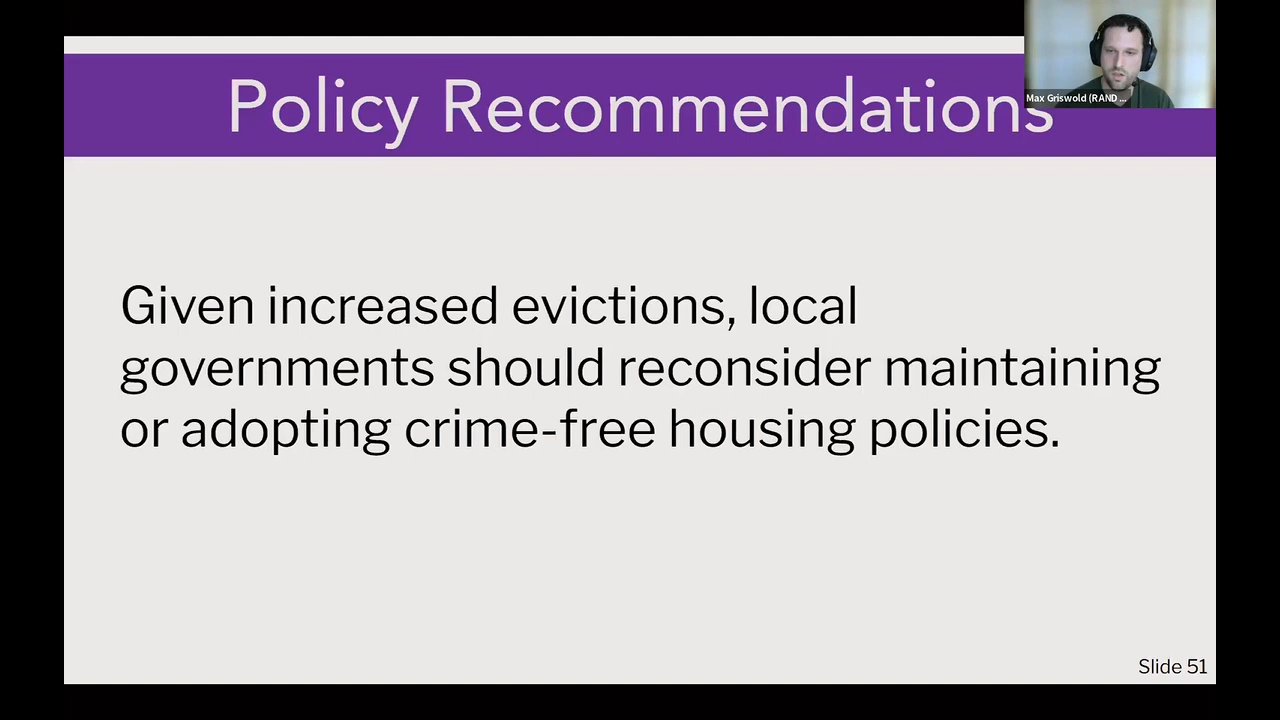 Policy Recommendations
Max Griswold (RAND ...
Given increased evictions, local
governments should reconsider maintaining
or adopting crime-free housing policies.
Slide 51